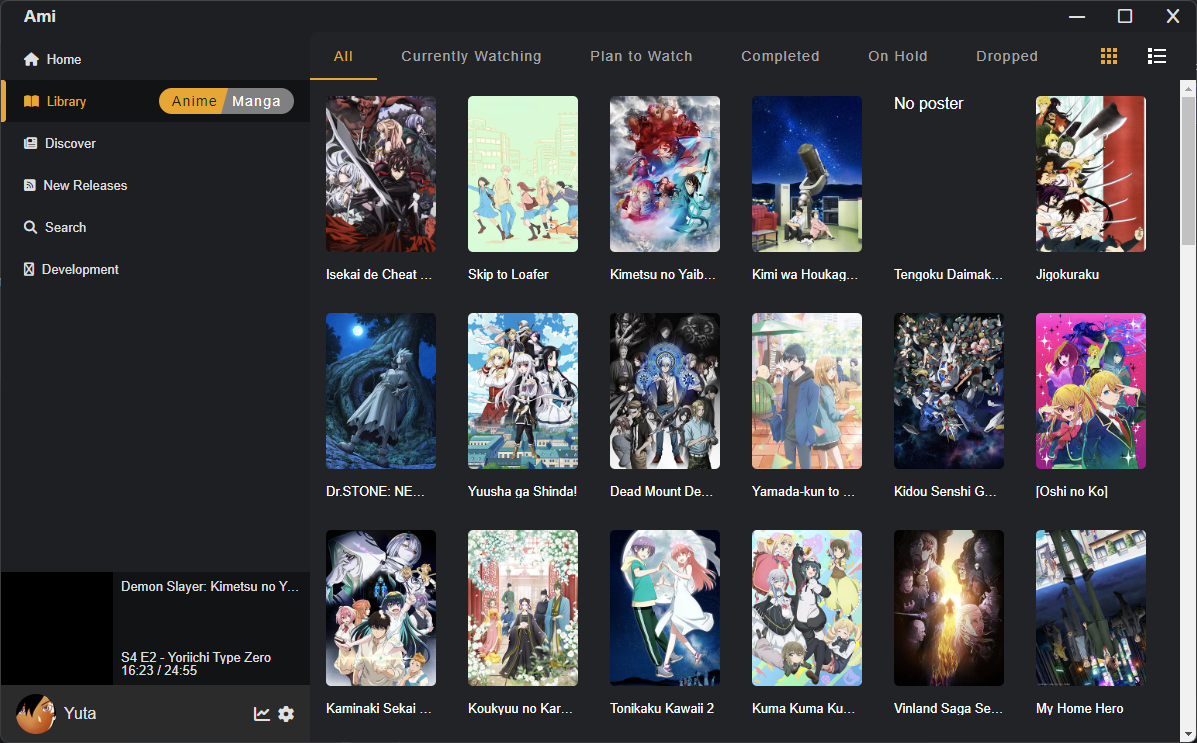 Ami
Home
Library
Anime Manga
Discover
New Releases
Search
Development
Demon Slayer: Kimetsu no Y...
S4 E2 - Yoriichi Type Zero
16:23 / 24:55
Yuta
All Currently Watching Plan to Watch Completed On Hold Dropped
No poster
Isekai de Cheat ... Skip to Loafer Kimetsu no Yaib... Kimi wa Houkag... Tengoku Daimak... Jigokuraku
Dr.STONE: NE... Yuusha ga Shinda! Dead Mount De... Yamada-kun to ... Kidou Senshi G... [Oshi no Ko]
Kaminaki Sekai ... Koukyuu no Kar... Tonikaku Kawaii 2 Kuma Kuma Ku... Vinland Saga Se... My Home Hero